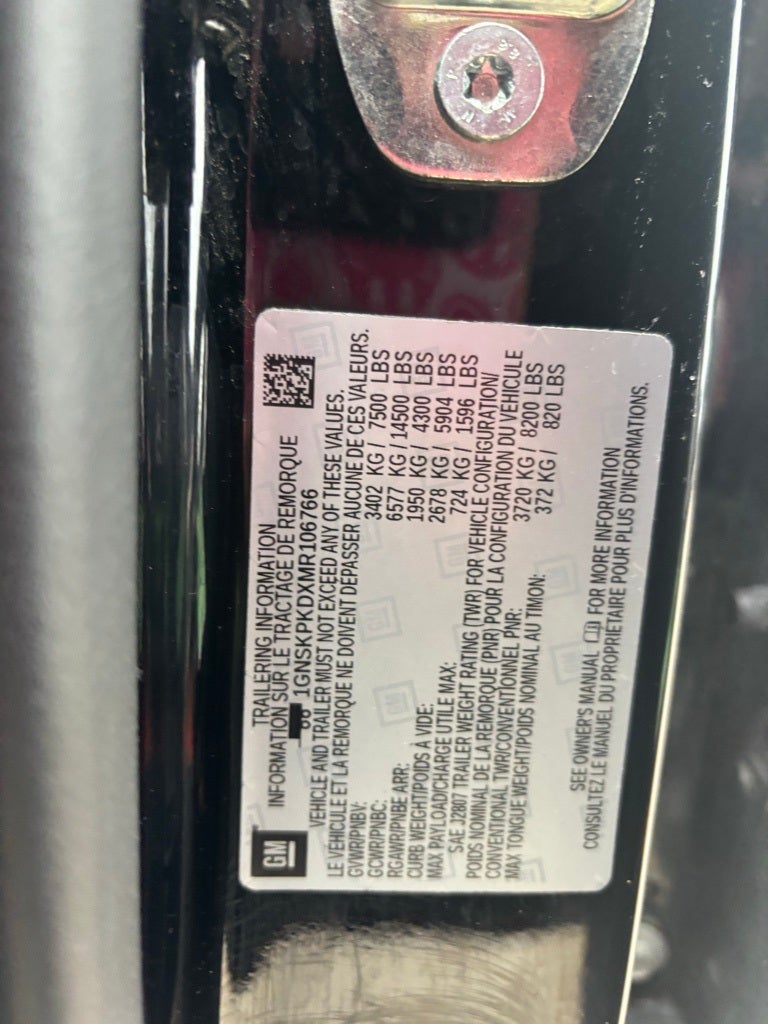 GM
TRAILERING INFORMATION
INFORMATION SUR LE TRACTAGE DE REMORQUE
1GNSKPKDXMR106766
VEHICLE AND TRAILER MUST NOT EXCEED ANY OF THESE VALUES.
LE VÉHICULE ET LA REMORQUE NE DOIVENT DÉPASSER AUCUNE DE CES VALEURS.
GVWR/PNBV: 3402 KG / 7500 LBS
GCWR/PNBC: 6577 KG / 14500 LBS
RGAWR/PNBE ARR: 1950 KG / 4300 LBS
CURB WEIGHT/POIDS À VIDE: 2678 KG / 5904 LBS
MAX PAYLOAD/CHARGE UTILE MAX: 724 KG / 1596 LBS
SAE J2807 TRAILER WEIGHT RATING (TWR) FOR VEHICLE CONFIGURATION/
POIDS NOMINAL DE LA REMORQUE (PNR) POUR LA CONFIGURATION DU VÉHICULE
CONVENTIONAL TWR/CONVENTIONNEL PNR: 3720 KG / 8200 LBS
MAX TONGUE WEIGHT/POIDS NOMINAL AU TIMON: 372 KG / 820 LBS
SEE OWNER'S MANUAL FOR MORE INFORMATION
CONSULTEZ LE MANUEL DU PROPRIÉTAIRE POUR PLUS D'INFORMATIONS.